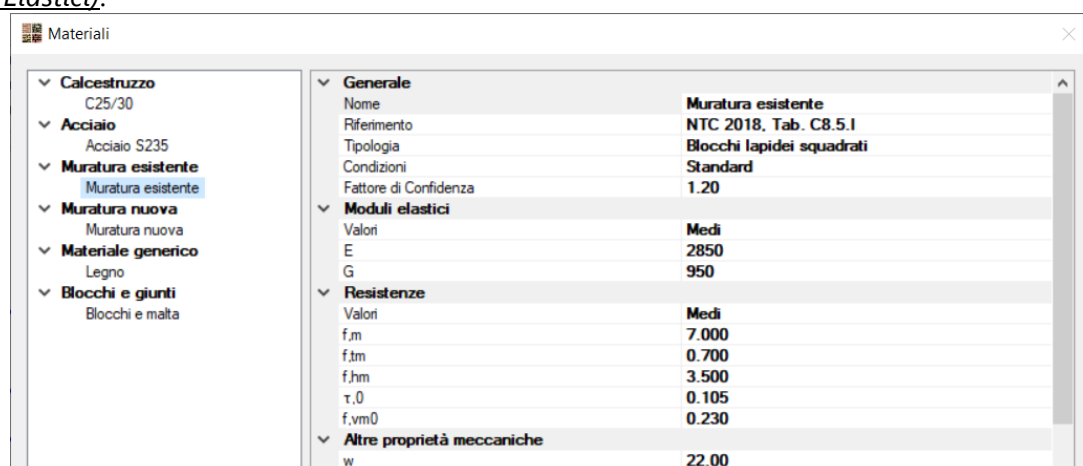 Elastici).
Materiali
Calcestruzzo
C25/30
Acciaio
Acciaio S235
Muratura esistente
Muratura esistente
Muratura nuova
Muratura nuova
Materiale generico
Legno
Blocchi e giunti
Blocchi e malta
Generale
Nome Muratura esistente
Riferimento NTC 2018, Tab. C8.5.I
Tipologia Blocchi lapidei squadrati
Condizioni Standard
Fattore di Confidenza 1.20
Moduli elastici
Valori Medi
E 2850
G 950
Resistenze
Valori Medi
f,m 7.000
f,tm 0.700
f,hm 3.500
τ,0 0.105
f,vm0 0.230
Altre proprietà meccaniche
w 22.00